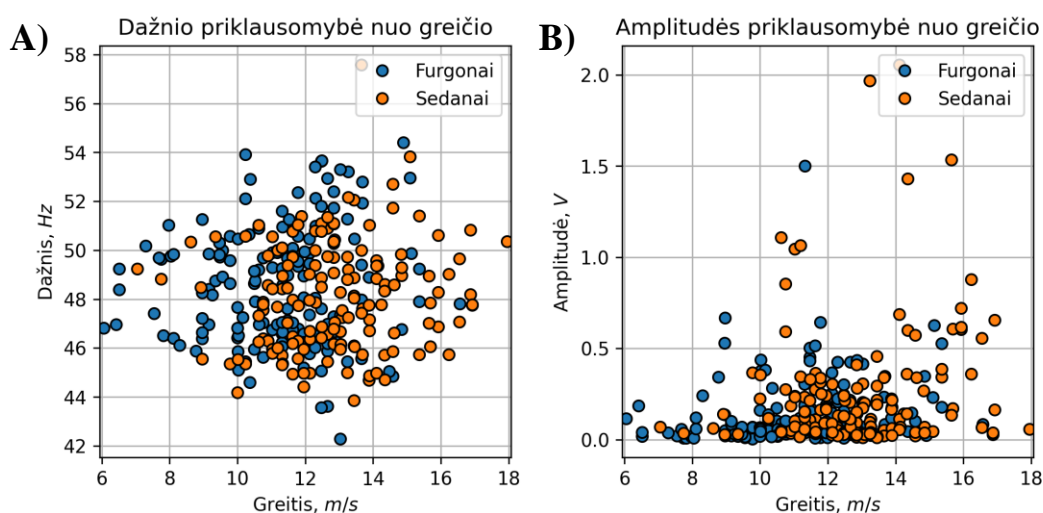 A)
Dažnio priklausomybė nuo greičio
58
56
54
52
50
48
46
44
42
Dažnis, Hz
6 8 10 12 14 16 18
Greitis, m/s
Furgonai
Sedanai
B)
Amplitudės priklausomybė nuo greičio
2.0
1.5
1.0
0.5
0.0
Amplitudė, V
6 8 10 12 14 16 18
Greitis, m/s
Furgonai
Sedanai